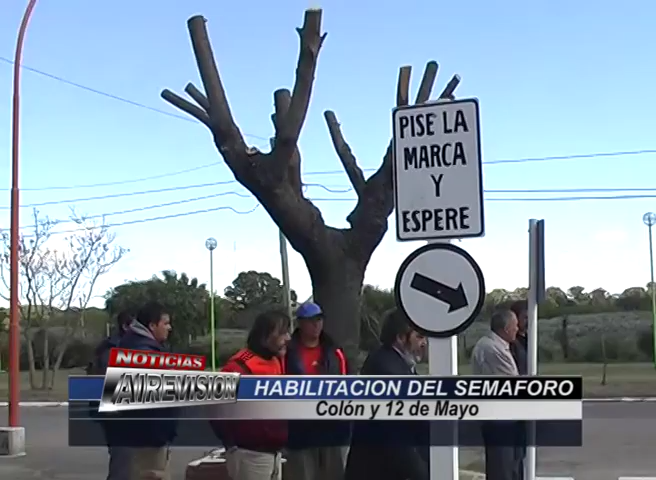 PISE LA
MARCA
Y
ESPERE
NOTICIAS
AIREVISION
HABILITACION DEL SEMAFORO
Colón y 12 de Mayo